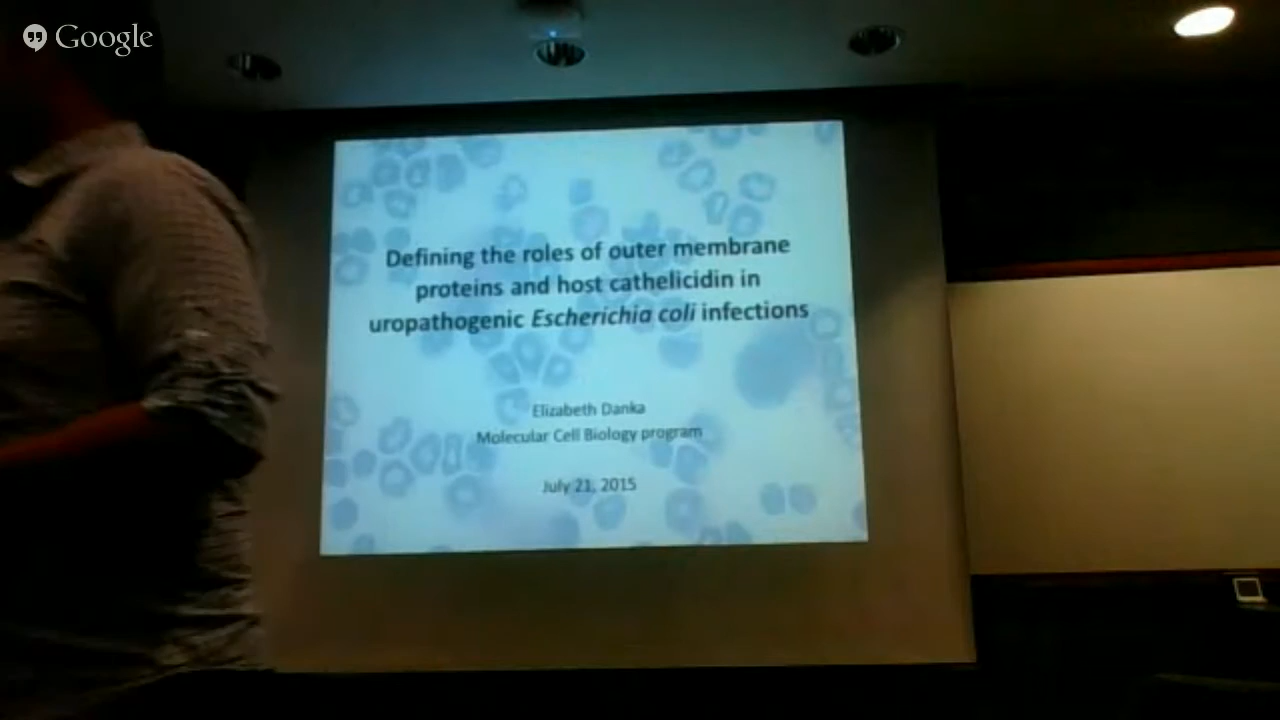 Google
Defining the roles of outer membrane
proteins and host cathelicidin in
uropathogenic Escherichia coli infections
Elizabeth Danka
Molecular Cell Biology program
July 21, 2015